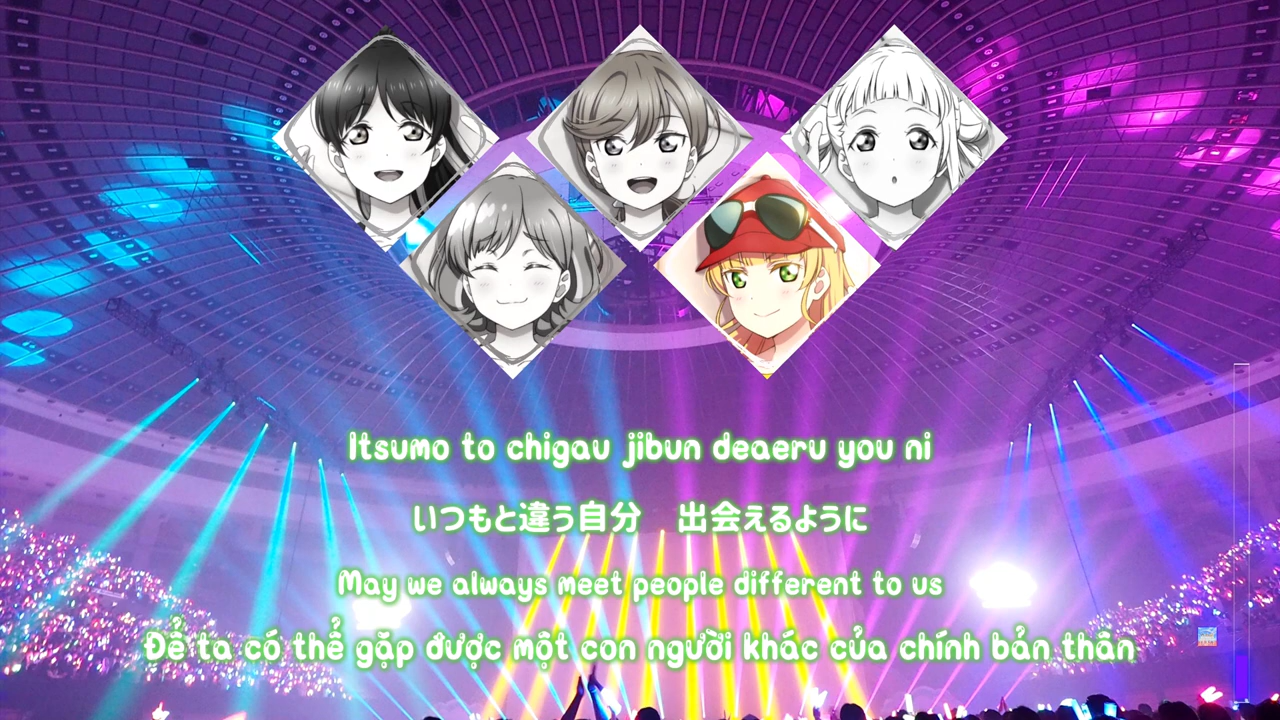 Itsumo to chigau jibun deaeru you ni
いつもと違う自分　出会えるように
May we always meet people different to us
Để ta có thể gặp được một con người khác của chính bản thân